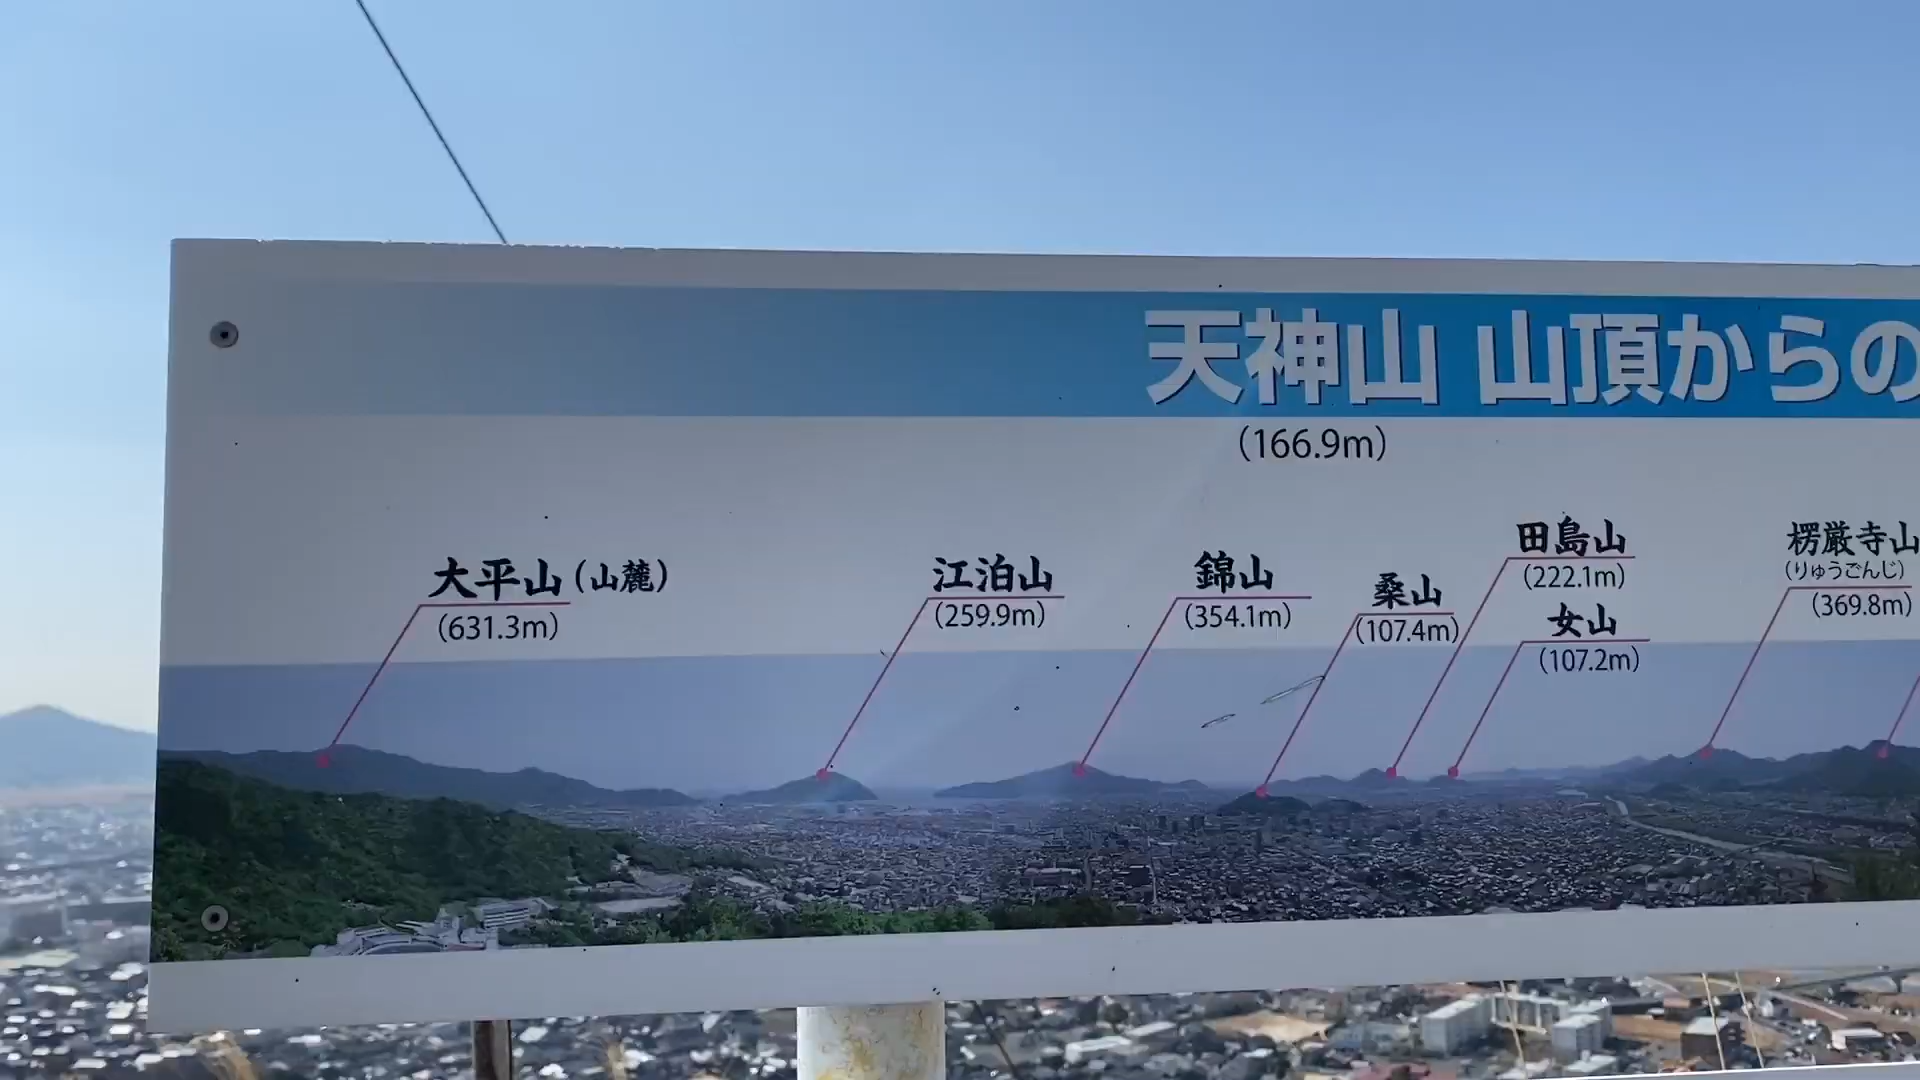 天神山 山頂からの
(166.9m)
大平山(山麓)
(631.3m)
江泊山
(259.9m)
錦山
(354.1m)
桑山
(107.4m)
田島山
(222.1m)
女山
(107.2m)
楞厳寺山
(りゅうごんじ)
(369.8m)